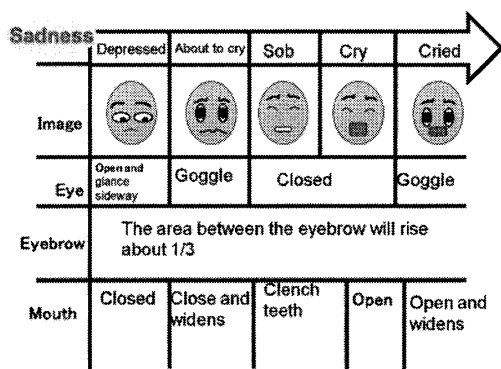 Sadness
Depressed
About to cry
Sob
Cry
Cried
Image
Eye
Open and
glance
sideway
Goggle
Closed
Goggle
Eyebrow
The area between the eyebrow will rise
about 1/3
Mouth
Closed
Close and
widens
Clench
teeth
Open
Open and
widens